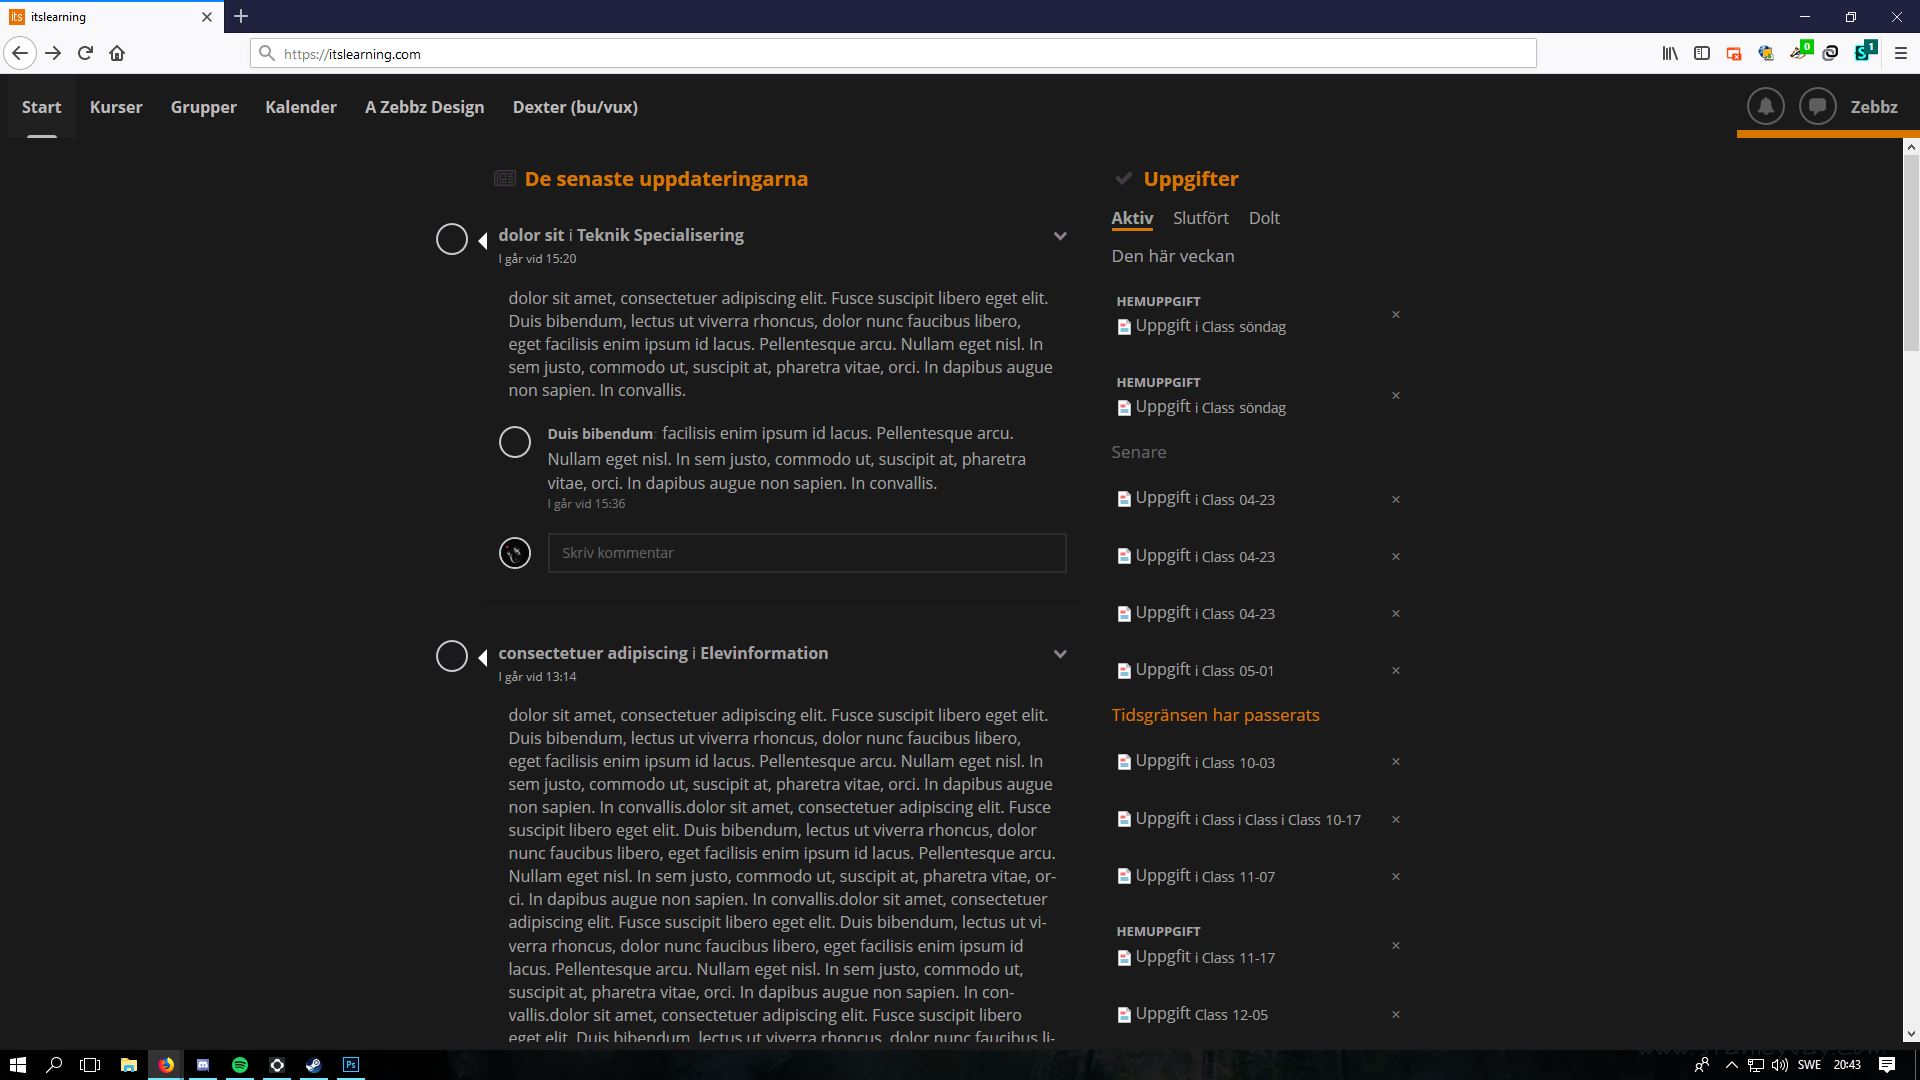 its itslearning
https://itslearning.com
0
1
Start Kurser Grupper Kalender A Zebbz Design Dexter (bu/vux) Zebbz
De senaste uppdateringarna
dolor sit i Teknik Specialisering
I går vid 15:20
dolor sit amet, consectetuer adipiscing elit. Fusce suscipit libero eget elit.
Duis bibendum, lectus ut viverra rhoncus, dolor nunc faucibus libero,
eget facilisis enim ipsum id lacus. Pellentesque arcu. Nullam eget nisl. In
sem justo, commodo ut, suscipit at, pharetra vitae, orci. In dapibus augue
non sapien. In convallis.
Duis bibendum facilisis enim ipsum id lacus. Pellentesque arcu.
Nullam eget nisl. In sem justo, commodo ut, suscipit at, pharetra
vitae, orci. In dapibus augue non sapien. In convallis.
I går vid 15:36
Skriv kommentar
consectetuer adipiscing i Elevinformation
I går vid 13:14
dolor sit amet, consectetuer adipiscing elit. Fusce suscipit libero eget elit.
Duis bibendum, lectus ut viverra rhoncus, dolor nunc faucibus libero,
eget facilisis enim ipsum id lacus. Pellentesque arcu. Nullam eget nisl. In
sem justo, commodo ut, suscipit at, pharetra vitae, orci. In dapibus augue
non sapien. In convallis.dolor sit amet, consectetuer adipiscing elit. Fusce
suscipit libero eget elit. Duis bibendum, lectus ut viverra rhoncus, dolor
nunc faucibus libero, eget facilisis enim ipsum id lacus. Pellentesque arcu.
Nullam eget nisl. In sem justo, commodo ut, suscipit at, pharetra vitae, or-
ci. In dapibus augue non sapien. In convallis.dolor sit amet, consectetuer
adipiscing elit. Fusce suscipit libero eget elit. Duis bibendum, lectus ut vi-
verra rhoncus, dolor nunc faucibus libero, eget facilisis enim ipsum id
lacus. Pellentesque arcu. Nullam eget nisl. In sem justo, commodo ut,
suscipit at, pharetra vitae, orci. In dapibus augue non sapien. In con-
vallis.dolor sit amet, consectetuer adipiscing elit. Fusce suscipit libero
eget elit. Duis bibendum, lectus ut viverra rhoncus, dolor nunc faucibus li-
Uppgifter
Aktiv Slutfört Dolt
Den här veckan
HEMUPPGIFT
Uppgift i Class söndag
HEMUPPGIFT
Uppgift i Class söndag
Senare
Uppgift i Class 04-23
Uppgift i Class 04-23
Uppgift i Class 04-23
Uppgift i Class 05-01
Tidsgränsen har passerats
Uppgift i Class 10-03
Uppgift i Class i Class i Class 10-17
Uppgift i Class 11-07
HEMUPPGIFT
Uppgfit i Class 11-17
Uppgift Class 12-05
Ps
SWE 20:43